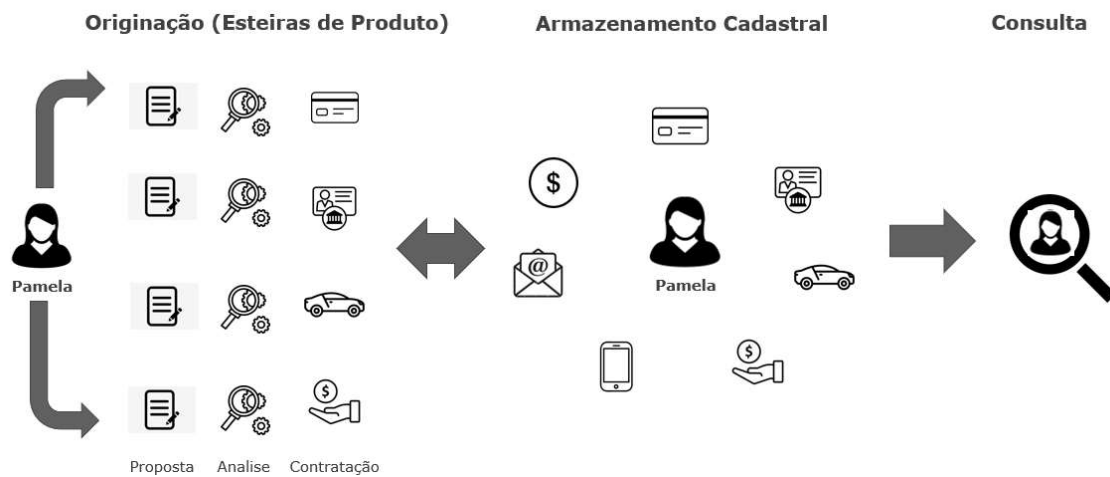 Originação (Esteiras de Produto)
Armazenamento Cadastral
Consulta
$
@
Pamela
Pamela
$
$
Proposta
Analise
Contratação